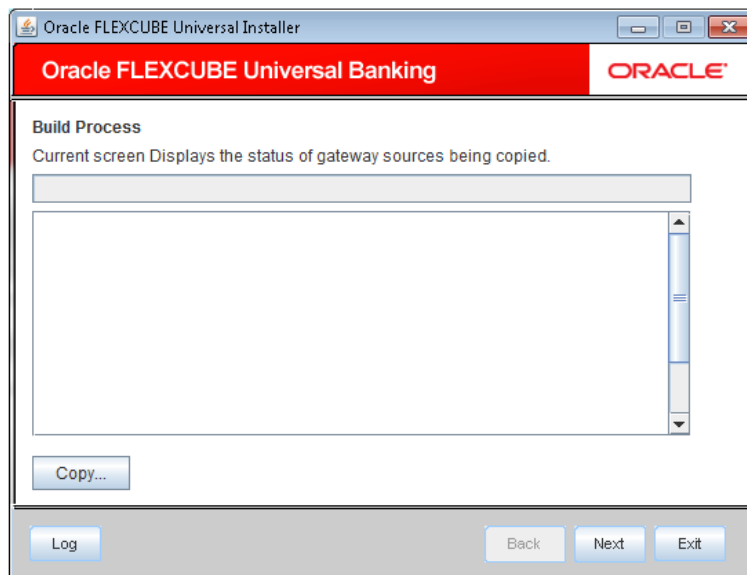 Oracle FLEXCUBE Universal Installer
Oracle FLEXCUBE Universal Banking
ORACLE
Build Process
Current screen Displays the status of gateway sources being copied.
Copy...
Log
Back
Next
Exit